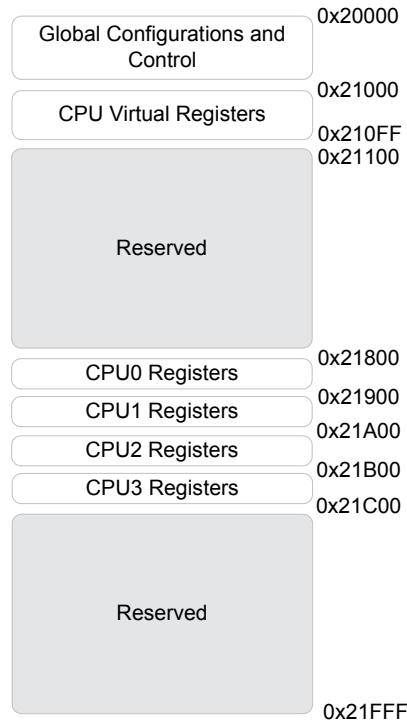 0x20000
Global Configurations and
Control
0x21000
CPU Virtual Registers
0x210FF
0x21100
Reserved
0x21800
CPU0 Registers
0x21900
CPU1 Registers
0x21A00
CPU2 Registers
0x21B00
CPU3 Registers
0x21C00
Reserved
0x21FFF